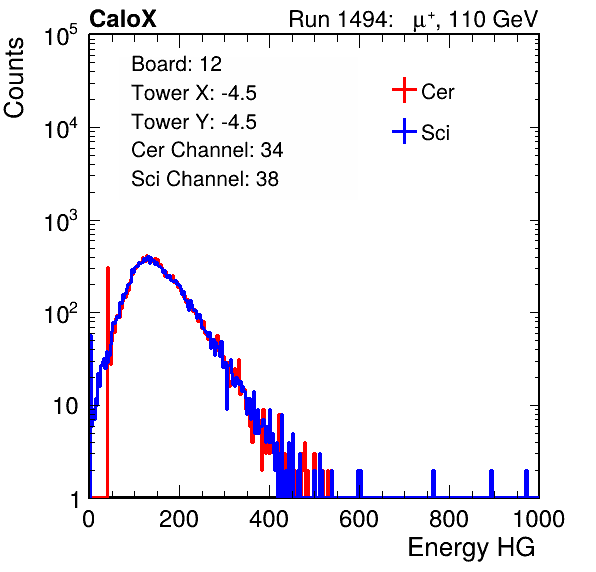 CaloX Run 1494: μ⁺, 110 GeV
Counts
Board: 12
Tower X: -4.5
Tower Y: -4.5
Cer Channel: 34
Sci Channel: 38
Cer
Sci
10⁵
10⁴
10³
10²
10
1
0 200 400 600 800 1000
Energy HG